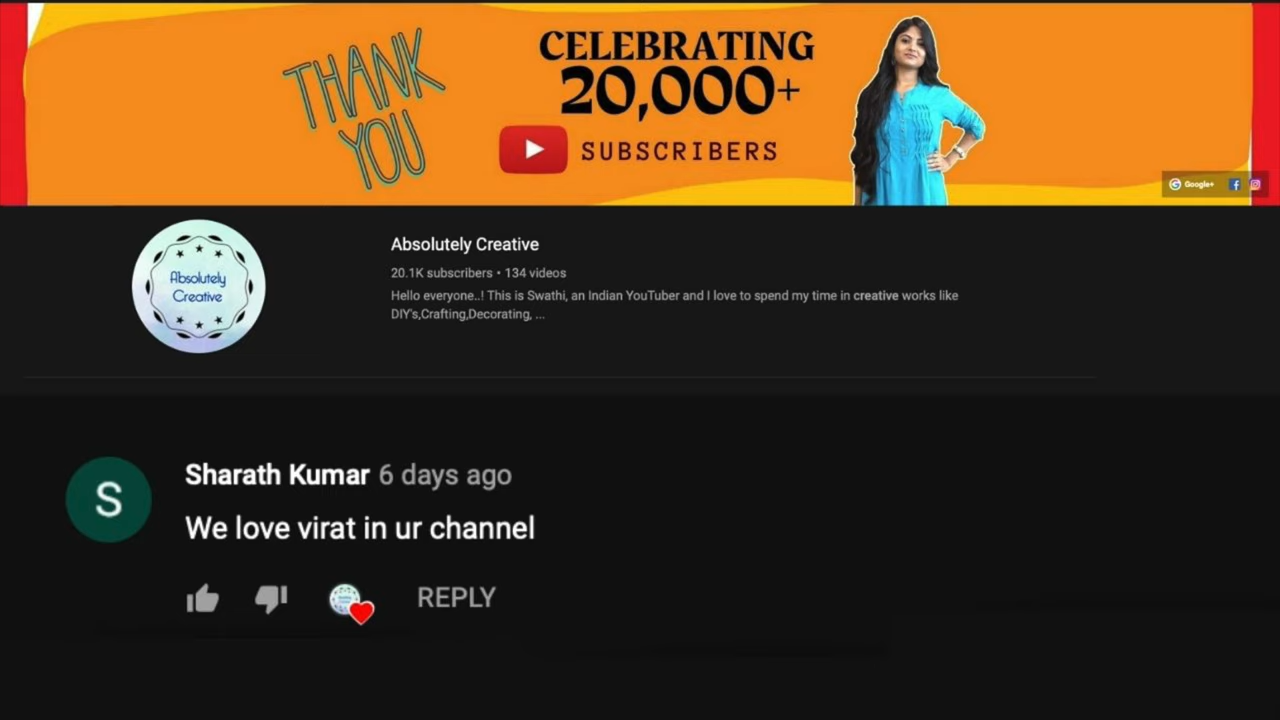 THANK
YOU
CELEBRATING
20,000+
SUBSCRIBERS
Google+
Absolutely
Creative
Absolutely Creative
20.1K subscribers • 134 videos
Hello everyone..! This is Swathi, an Indian YouTuber and I love to spend my time in creative works like
DIY's,Crafting,Decorating, ...
S
Sharath Kumar 6 days ago
We love virat in ur channel
REPLY